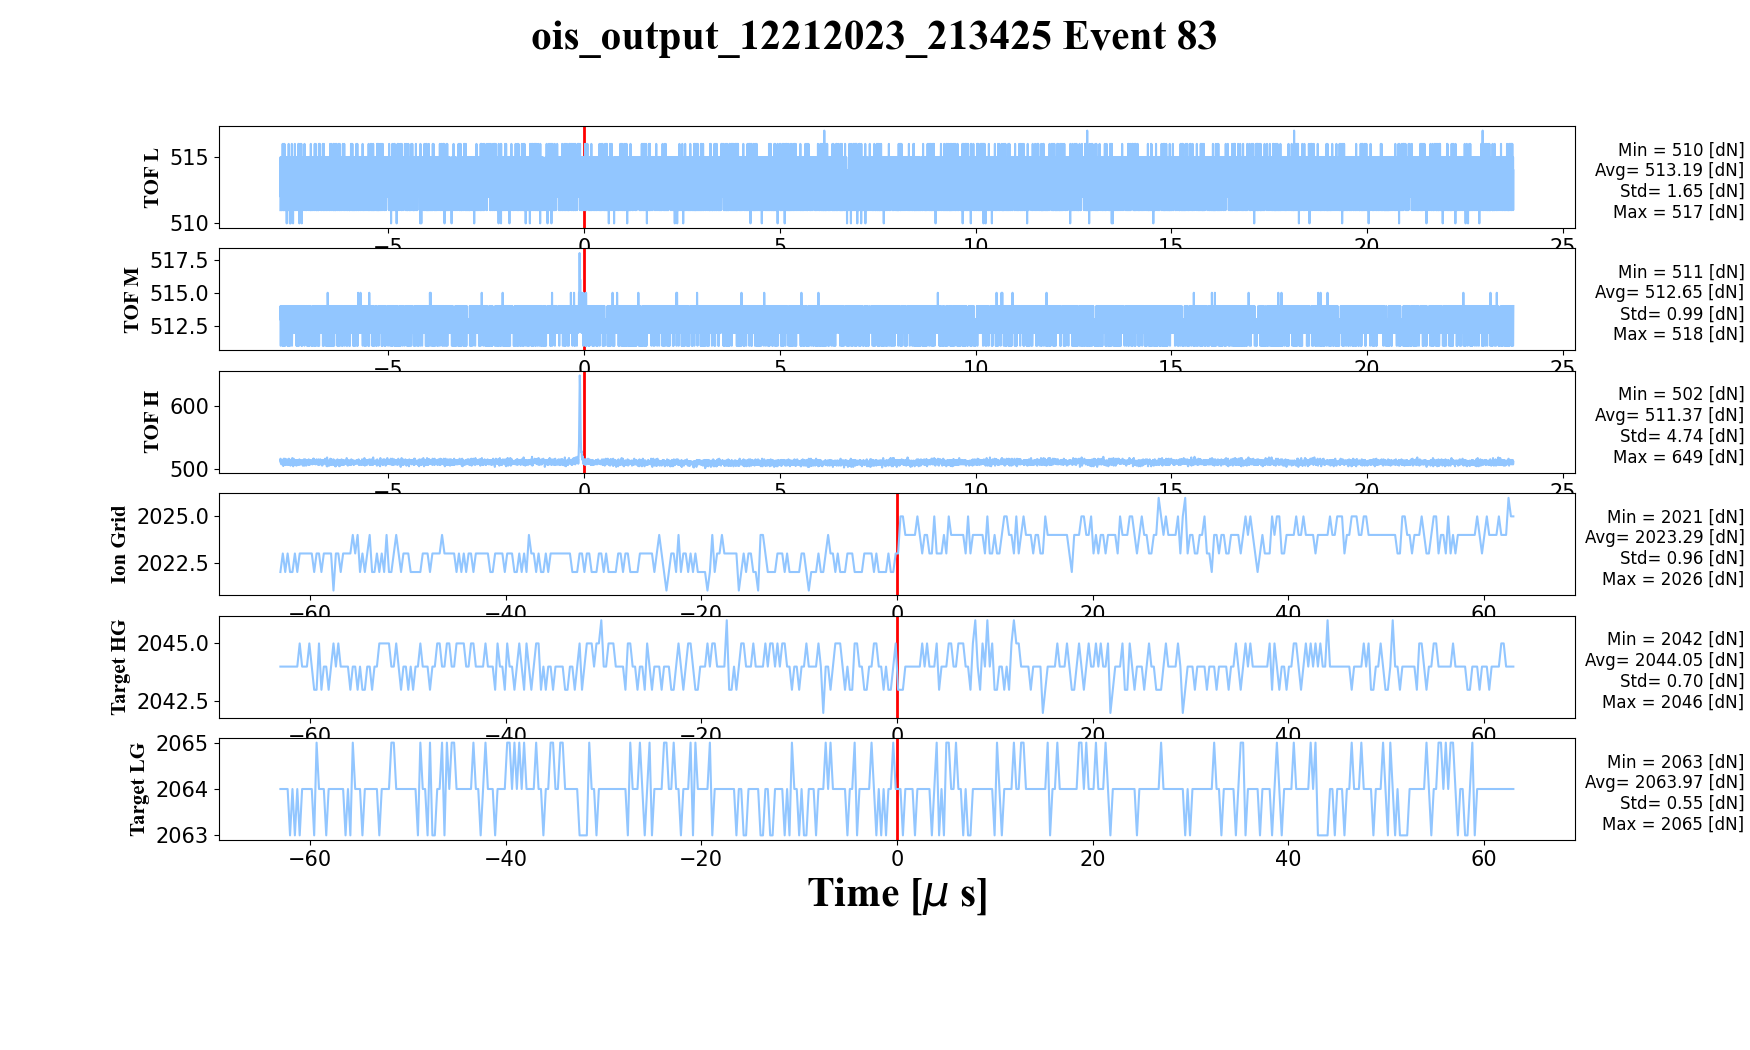 ois_output_12212023_213425 Event 83
TOF L
515
510
−5 0 5 10 15 20 25
Min = 510 [dN]
Avg= 513.19 [dN]
Std= 1.65 [dN]
Max = 517 [dN]
TOF M
517.5
515.0
512.5
−5 0 5 10 15 20 25
Min = 511 [dN]
Avg= 512.65 [dN]
Std= 0.99 [dN]
Max = 518 [dN]
TOF H
600
500
−5 0 5 10 15 20 25
Min = 502 [dN]
Avg= 511.37 [dN]
Std= 4.74 [dN]
Max = 649 [dN]
Ion Grid
2025.0
2022.5
−60 −40 −20 0 20 40 60
Min = 2021 [dN]
Avg= 2023.29 [dN]
Std= 0.96 [dN]
Max = 2026 [dN]
Target HG
2045.0
2042.5
−60 −40 −20 0 20 40 60
Min = 2042 [dN]
Avg= 2044.05 [dN]
Std= 0.70 [dN]
Max = 2046 [dN]
Target LG
2065
2064
2063
−60 −40 −20 0 20 40 60
Min = 2063 [dN]
Avg= 2063.97 [dN]
Std= 0.55 [dN]
Max = 2065 [dN]
Time [μ s]